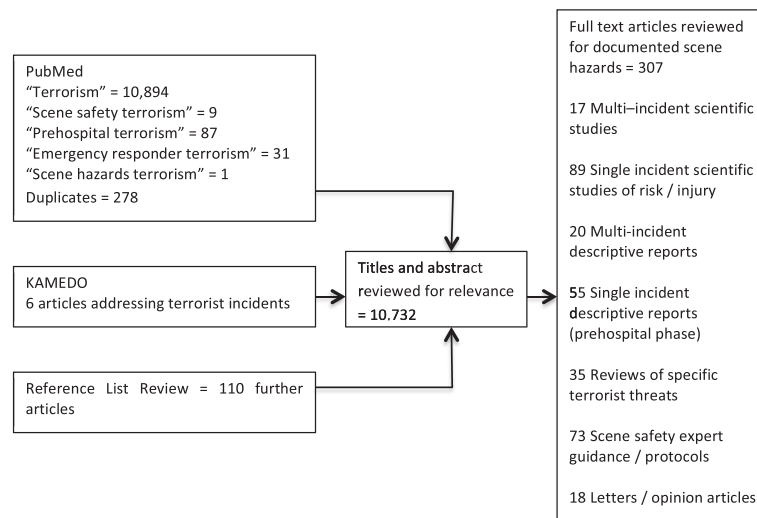 PubMed
“Terrorism” = 10,894
“Scene safety terrorism” = 9
“Prehospital terrorism” = 87
“Emergency responder terrorism” = 31
“Scene hazards terrorism” = 1
Duplicates = 278
KAMEDO
6 articles addressing terrorist incidents
Reference List Review = 110 further
articles
Titles and abstract
reviewed for relevance
= 10,732
Full text articles reviewed
for documented scene
hazards = 307
17 Multi–incident scientific
studies
89 Single incident scientific
studies of risk / injury
20 Multi-incident
descriptive reports
55 Single incident
descriptive reports
(prehospital phase)
35 Reviews of specific
terrorist threats
73 Scene safety expert
guidance / protocols
18 Letters / opinion articles